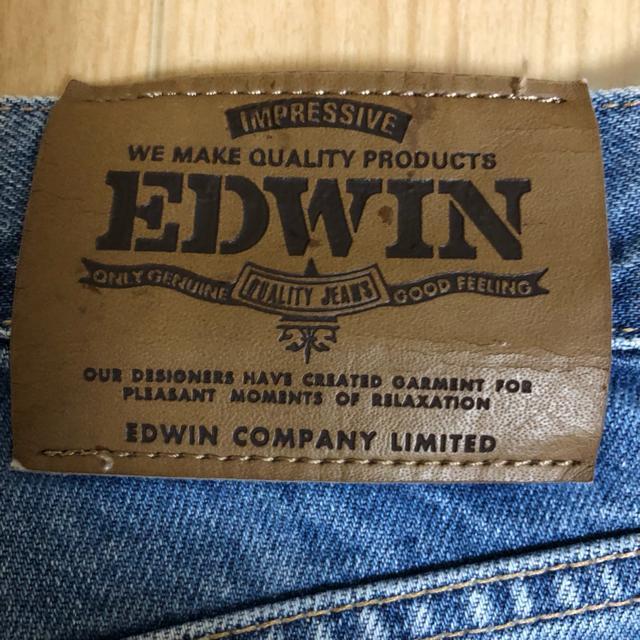 IMPRESSIVE
WE MAKE QUALITY PRODUCTS
EDWIN
ONLY GENUINE QUALITY JEANS GOOD FEELING
OUR DESIGNERS HAVE CREATED GARMENT FOR
PLEASANT MOMENTS OF RELAXATION
EDWIN COMPANY LIMITED